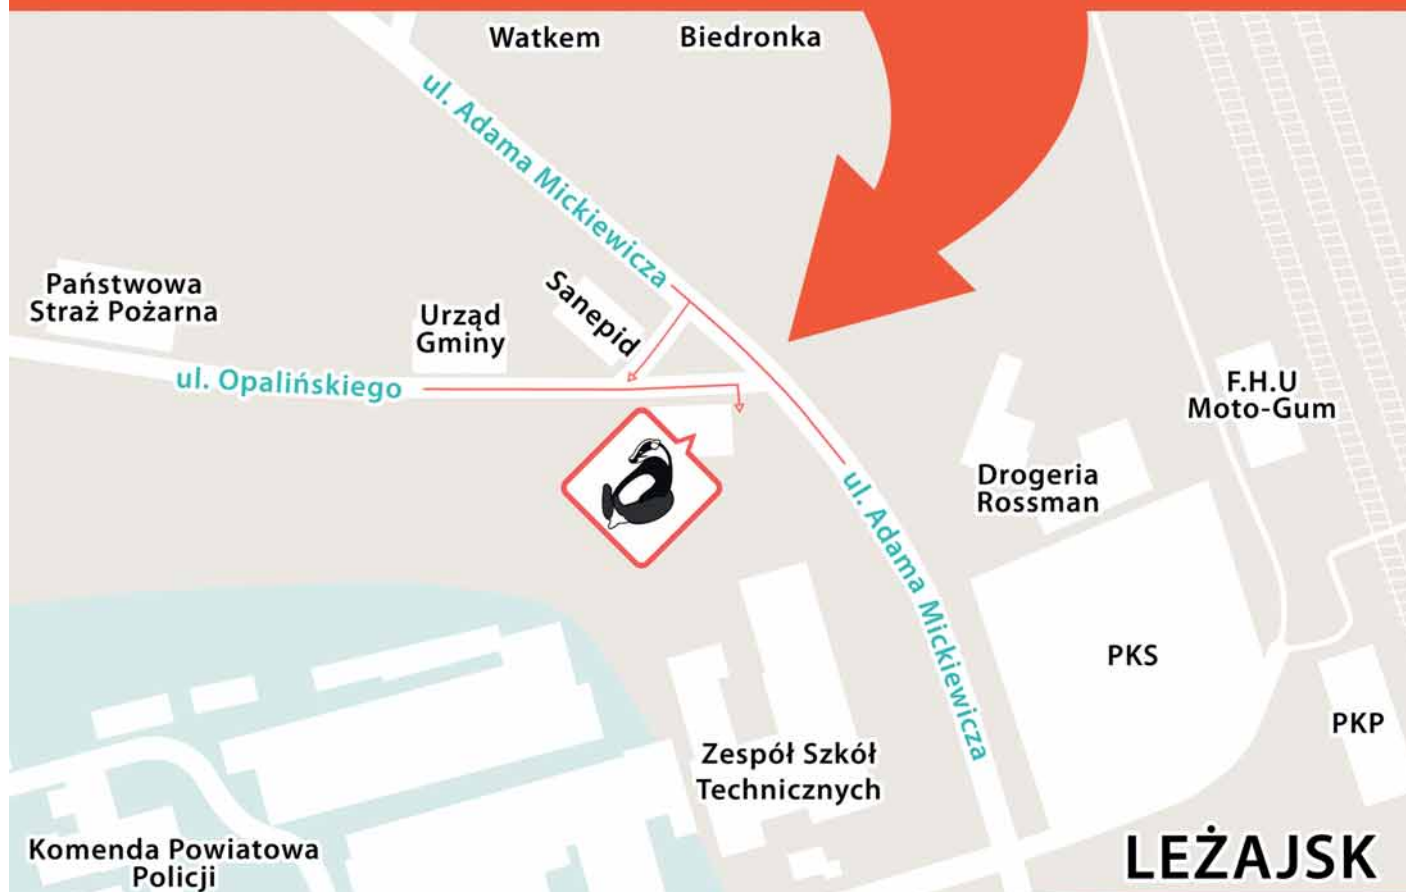 Watkem
Biedronka
ul. Adama Mickiewicza
Państwowa
Straż Pożarna
Urząd
Gminy
Sanepid
ul. Opalińskiego
F.H.U
Moto-Gum
Drogeria
Rossman
ul. Adama Mickiewicza
PKS
PKP
Zespół Szkół
Technicznych
Komenda Powiatowa
Policji
LEŻAJSK